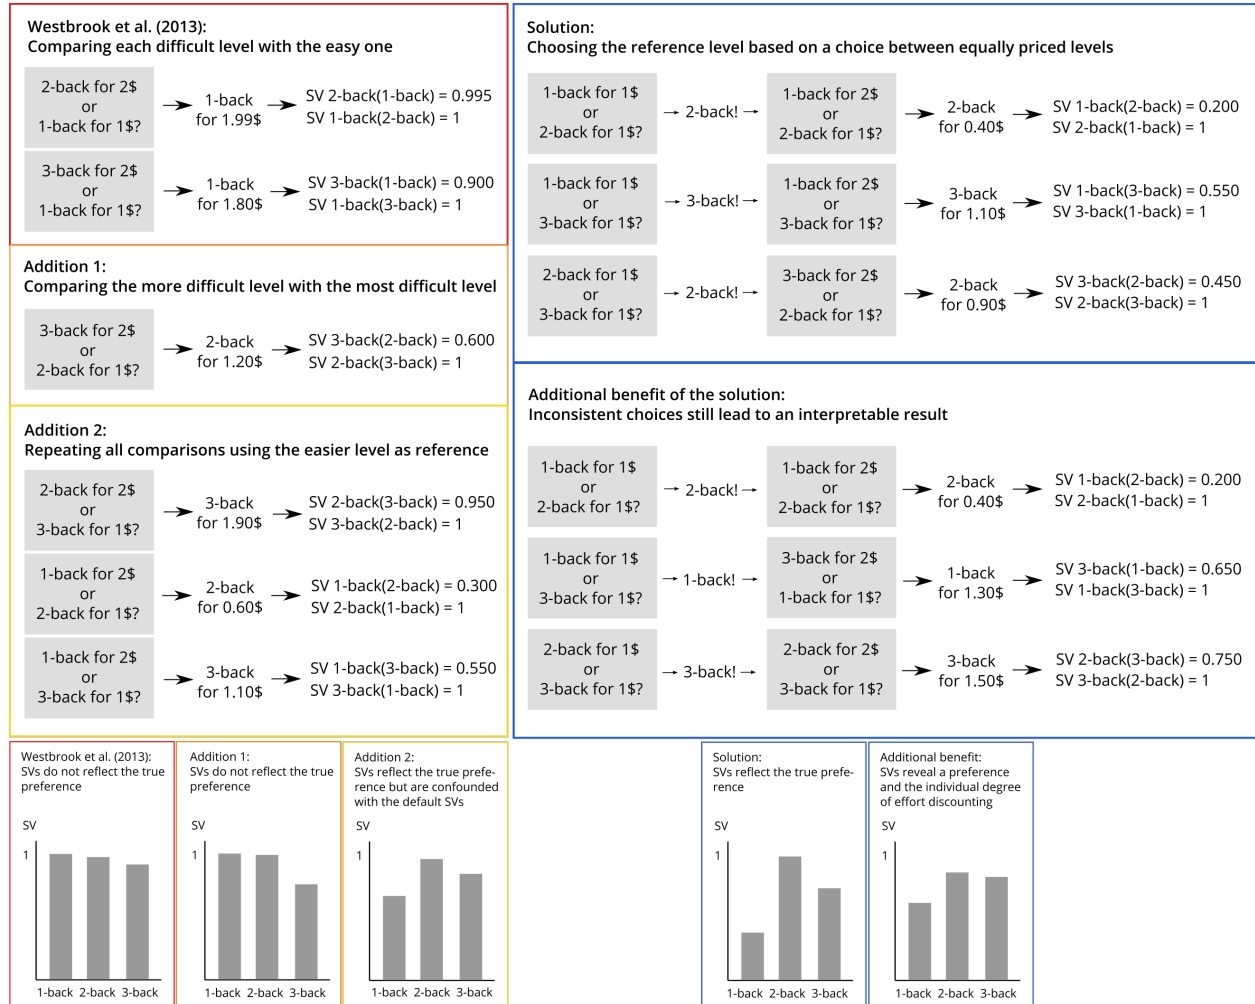 Westbrook et al. (2013):
Comparing each difficult level with the easy one
2-back for 2$
or
1-back for 1$?
1-back
for 1.99$
SV 2-back(1-back) = 0.995
SV 1-back(2-back) = 1
3-back for 2$
or
1-back for 1$?
1-back
for 1.80$
SV 3-back(1-back) = 0.900
SV 1-back(3-back) = 1
Addition 1:
Comparing the more difficult level with the most difficult level
3-back for 2$
or
2-back for 1$?
2-back
for 1.20$
SV 3-back(2-back) = 0.600
SV 2-back(3-back) = 1
Addition 2:
Repeating all comparisons using the easier level as reference
2-back for 2$
or
3-back for 1$?
3-back
for 1.90$
SV 2-back(3-back) = 0.950
SV 3-back(2-back) = 1
1-back for 2$
or
2-back for 1$?
2-back
for 0.60$
SV 1-back(2-back) = 0.300
SV 2-back(1-back) = 1
1-back for 2$
or
3-back for 1$?
3-back
for 1.10$
SV 1-back(3-back) = 0.550
SV 3-back(1-back) = 1
Solution:
Choosing the reference level based on a choice between equally priced levels
1-back for 1$
or
2-back for 1$?
2-back!
1-back for 2$
or
2-back for 1$?
2-back
for 0.40$
SV 1-back(2-back) = 0.200
SV 2-back(1-back) = 1
1-back for 1$
or
3-back for 1$?
3-back!
1-back for 2$
or
3-back for 1$?
3-back
for 1.10$
SV 1-back(3-back) = 0.550
SV 3-back(1-back) = 1
2-back for 1$
or
3-back for 1$?
2-back!
3-back for 2$
or
2-back for 1$?
2-back
for 0.90$
SV 3-back(2-back) = 0.450
SV 2-back(3-back) = 1
Additional benefit of the solution:
Inconsistent choices still lead to an interpretable result
1-back for 1$
or
2-back for 1$?
2-back!
1-back for 2$
or
2-back for 1$?
2-back
for 0.40$
SV 1-back(2-back) = 0.200
SV 2-back(1-back) = 1
1-back for 1$
or
3-back for 1$?
1-back!
3-back for 2$
or
1-back for 1$?
1-back
for 1.30$
SV 3-back(1-back) = 0.650
SV 1-back(3-back) = 1
2-back for 1$
or
3-back for 1$?
3-back!
2-back for 2$
or
3-back for 1$?
3-back
for 1.50$
SV 2-back(3-back) = 0.750
SV 3-back(2-back) = 1
Westbrook et al. (2013):
SVs do not reflect the true
preference
SV
1
1-back 2-back 3-back
Addition 1:
SVs do not reflect the true
preference
SV
1
1-back 2-back 3-back
Addition 2:
SVs reflect the true prefe-
rence but are confounded
with the default SVs
SV
1
1-back 2-back 3-back
Solution:
SVs reflect the true prefe-
rence
SV
1
1-back 2-back 3-back
Additional benefit:
SVs reveal a preference
and the individual degree
of effort discounting
SV
1
1-back 2-back 3-back